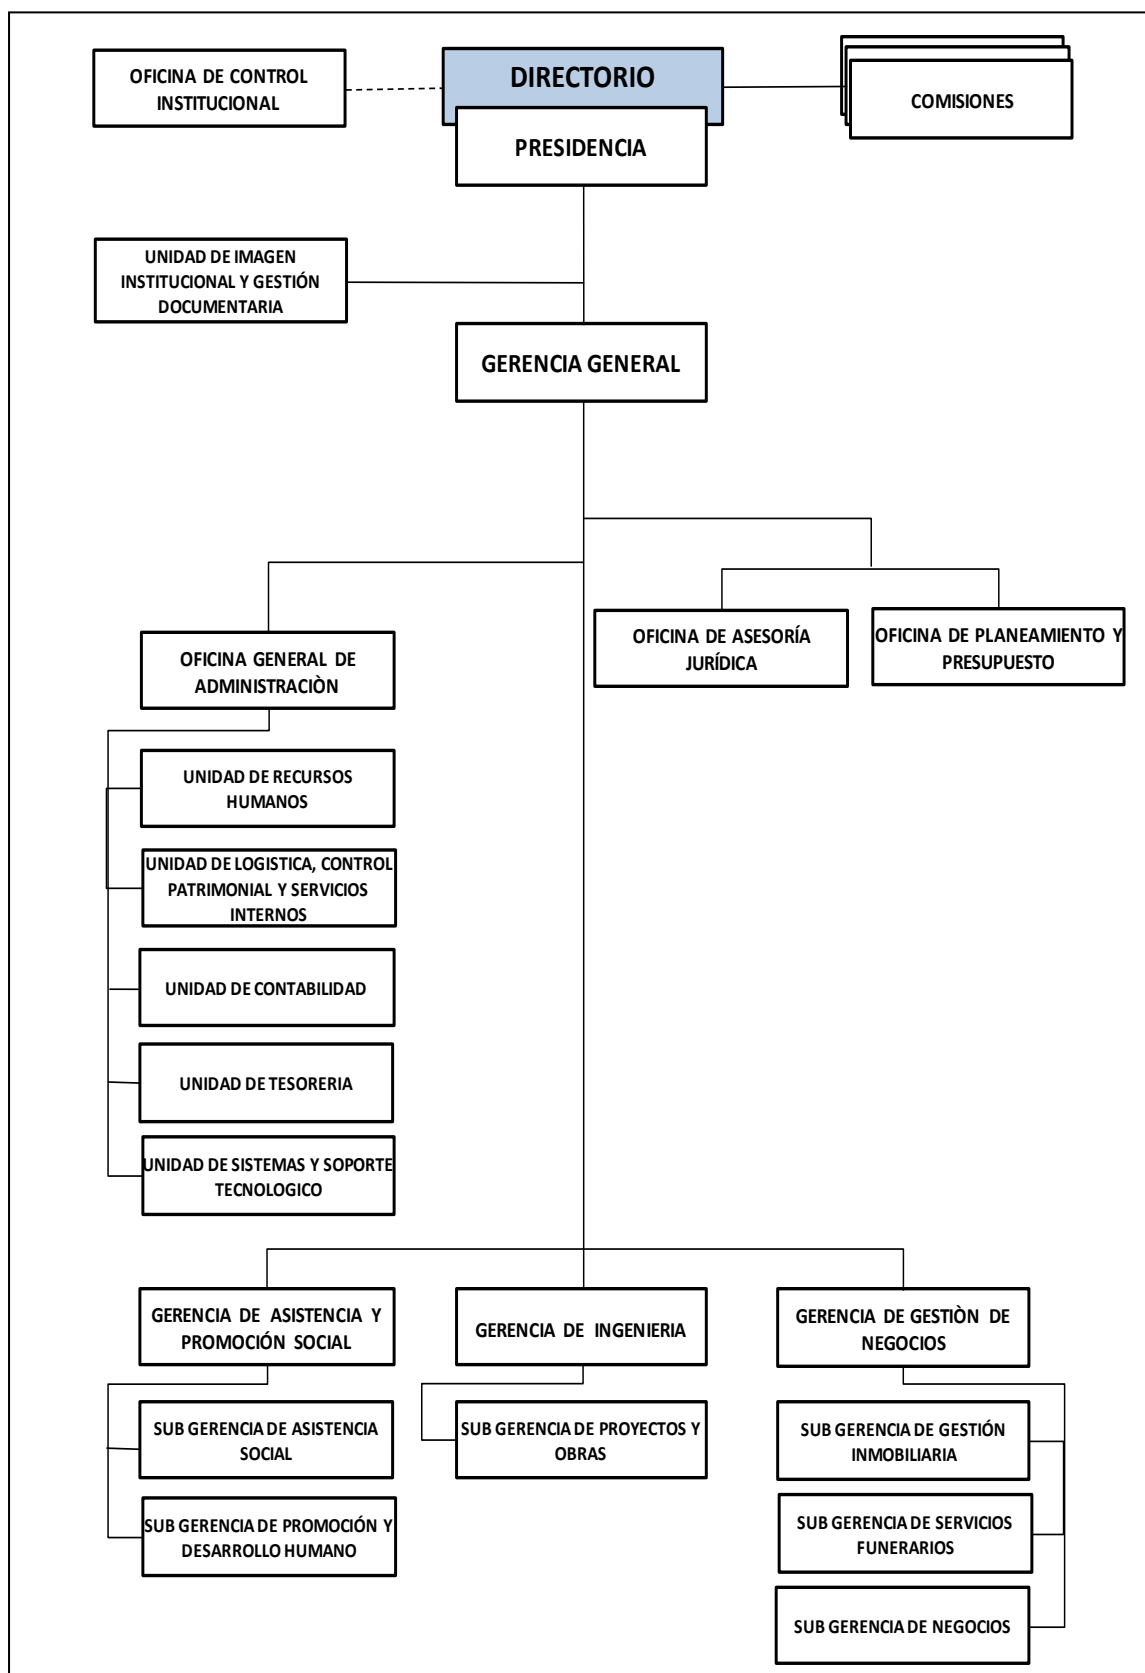 OFICINA DE CONTROL
INSTITUCIONAL
DIRECTORIO
PRESIDENCIA
COMISIONES
UNIDAD DE IMAGEN
INSTITUCIONAL Y GESTIÓN
DOCUMENTARIA
GERENCIA GENERAL
OFICINA GENERAL DE
ADMINISTRACIÒN
OFICINA DE ASESORÍA
JURÍDICA
OFICINA DE PLANEAMIENTO Y
PRESUPUESTO
UNIDAD DE RECURSOS
HUMANOS
UNIDAD DE LOGISTICA, CONTROL
PATRIMONIAL Y SERVICIOS
INTERNOS
UNIDAD DE CONTABILIDAD
UNIDAD DE TESORERIA
UNIDAD DE SISTEMAS Y SOPORTE
TECNOLOGICO
GERENCIA DE ASISTENCIA Y
PROMOCIÓN SOCIAL
SUB GERENCIA DE ASISTENCIA
SOCIAL
SUB GERENCIA DE PROMOCIÓN Y
DESARROLLO HUMANO
GERENCIA DE INGENIERIA
SUB GERENCIA DE PROYECTOS Y
OBRAS
GERENCIA DE GESTIÒN DE
NEGOCIOS
SUB GERENCIA DE GESTIÓN
INMOBILIARIA
SUB GERENCIA DE SERVICIOS
FUNERARIOS
SUB GERENCIA DE NEGOCIOS